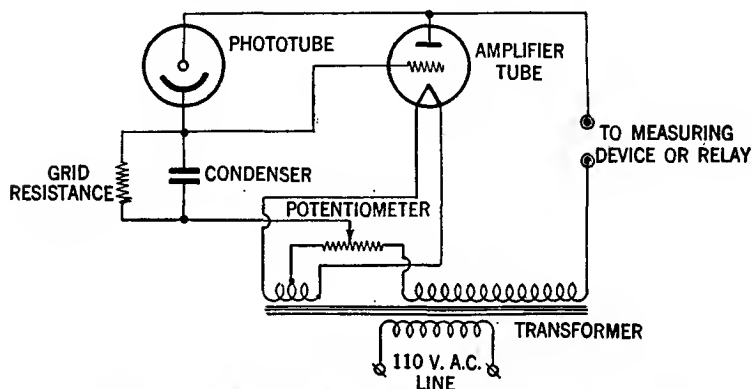 PHOTOTUBE
AMPLIFIER
TUBE
TO MEASURING
DEVICE OR RELAY
GRID
RESISTANCE
CONDENSER
POTENTIOMETER
TRANSFORMER
110 V. A.C.
LINE